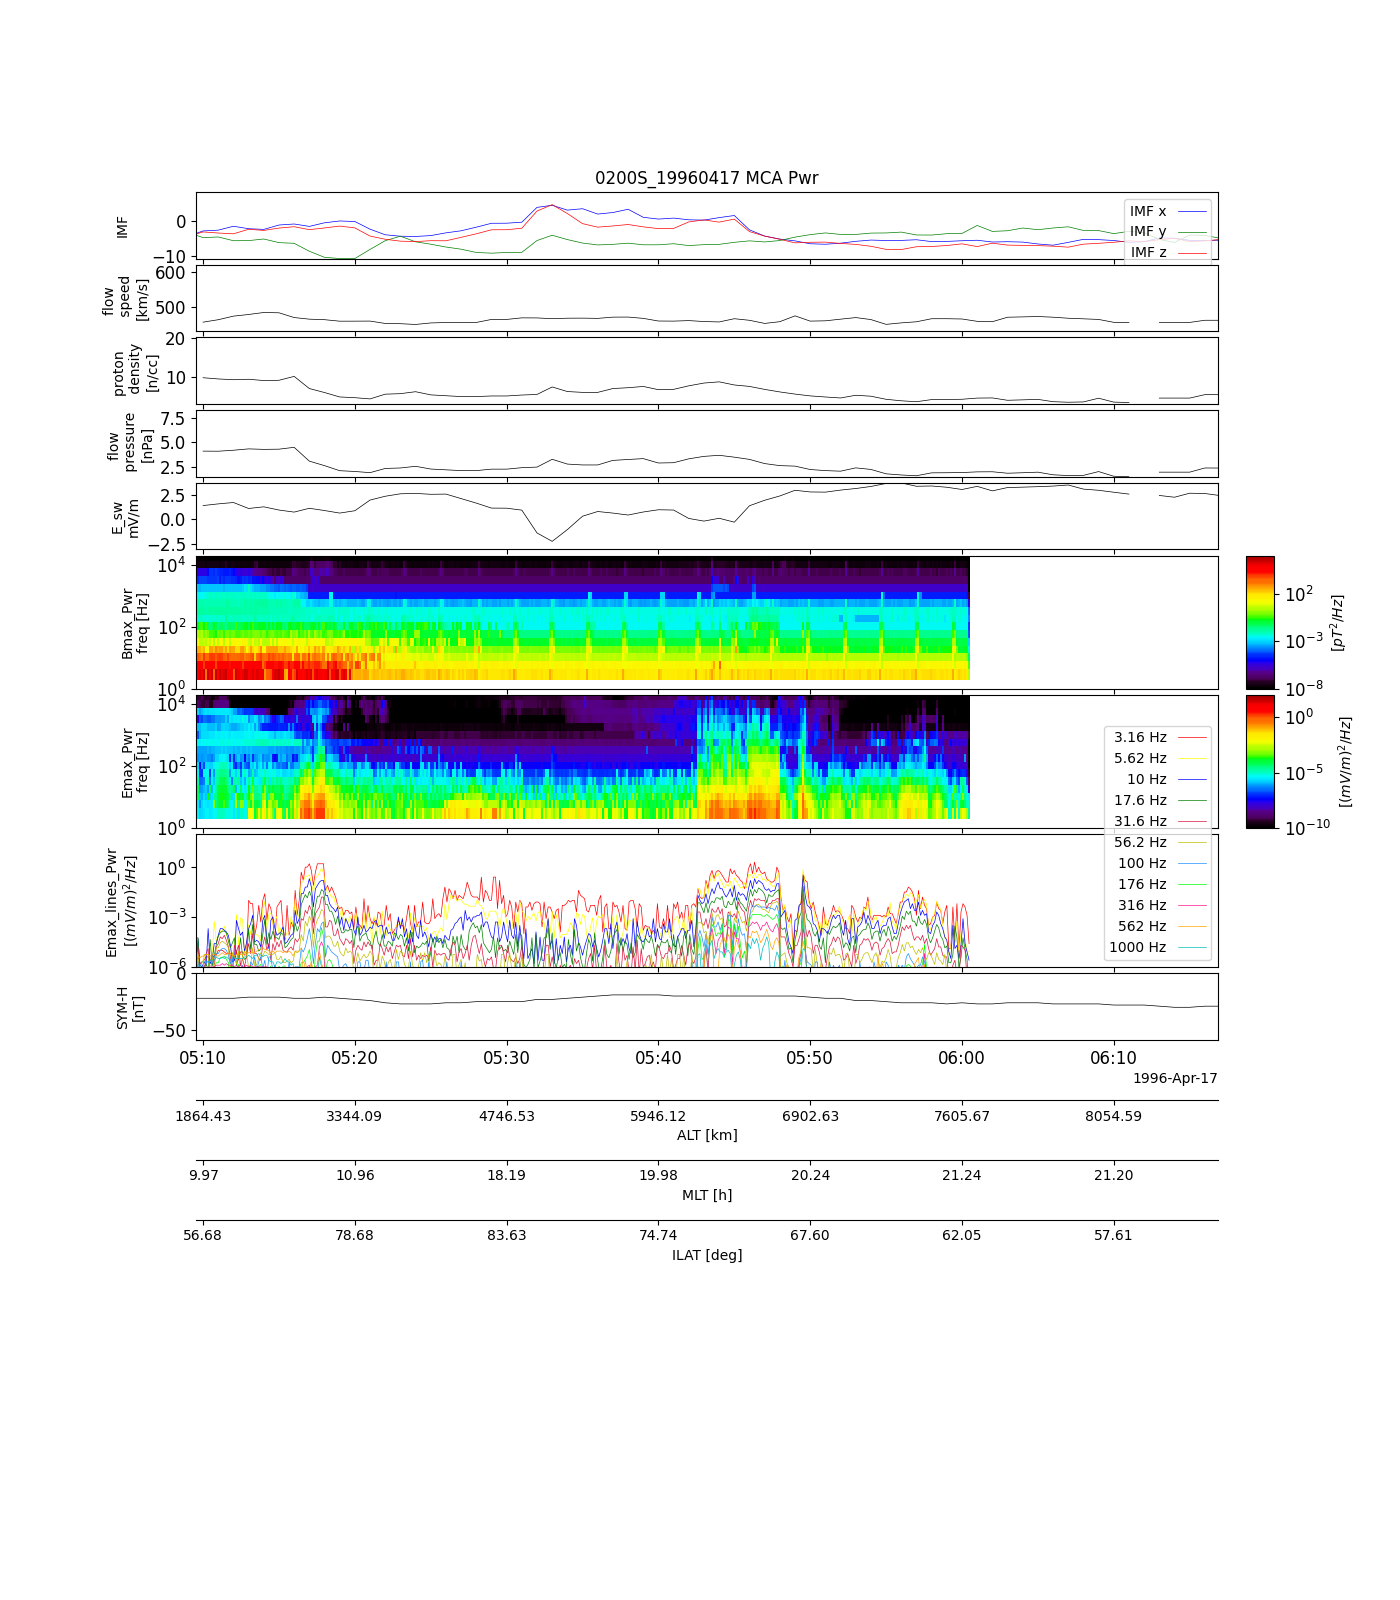 0200S_19960417 MCA Pwr
IMF
0
−10
IMF x
IMF y
IMF z
flow
speed
[km/s]
600
500
proton
density
[n/cc]
20
10
flow
pressure
[nPa]
7.5
5.0
2.5
E_sw
mV/m
2.5
0.0
−2.5
Bmax_Pwr
freq [Hz]
10^4
10^2
10^0
10^2
10^−3
10^−8
[pT^2/Hz]
Emax_Pwr
freq [Hz]
10^4
10^2
10^0
10^0
10^−5
10^−10
[(mV/m)^2/Hz]
3.16 Hz
5.62 Hz
10 Hz
17.6 Hz
31.6 Hz
56.2 Hz
100 Hz
176 Hz
316 Hz
562 Hz
1000 Hz
Emax_lines_Pwr
[(mV/m)^2/Hz]
10^0
10^−3
10^−6
SYM-H
[nT]
0
−50
05:10 05:20 05:30 05:40 05:50 06:00 06:10
1996-Apr-17
1864.43 3344.09 4746.53 5946.12 6902.63 7605.67 8054.59
ALT [km]
9.97 10.96 18.19 19.98 20.24 21.24 21.20
MLT [h]
56.68 78.68 83.63 74.74 67.60 62.05 57.61
ILAT [deg]